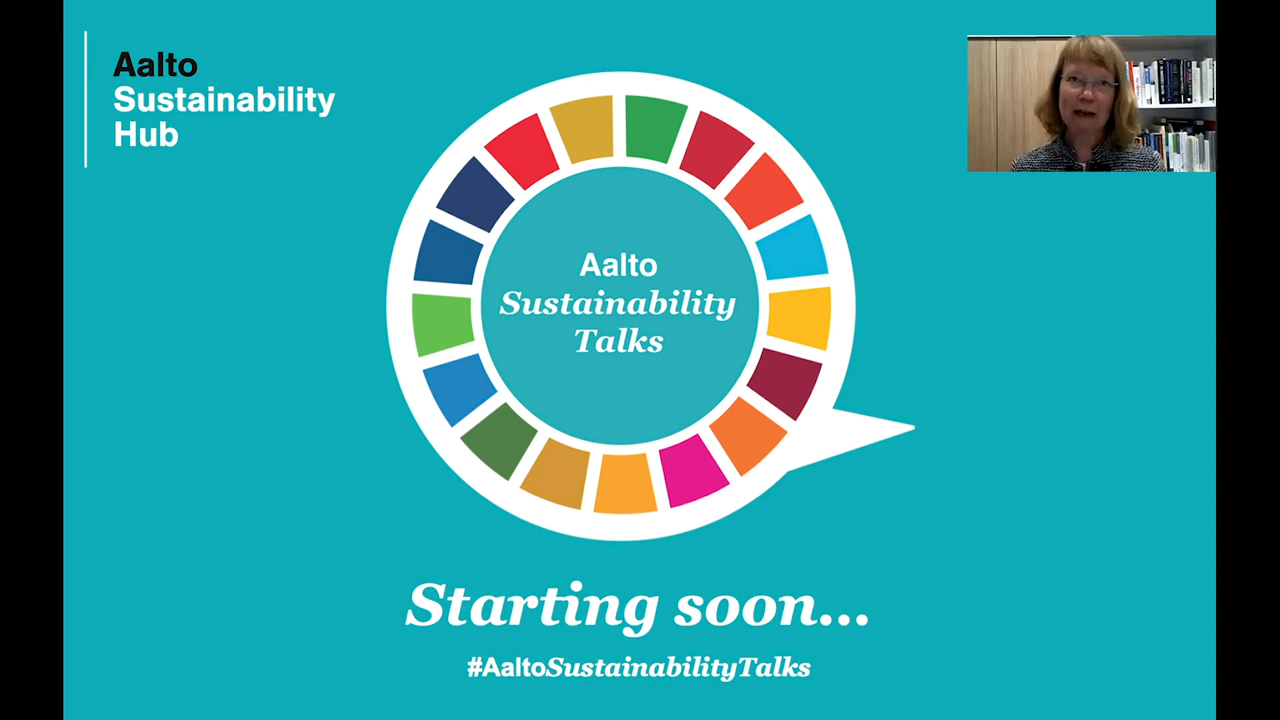 Aalto
Sustainability
Hub
Aalto
Sustainability
Talks
Starting soon...
#AaltoSustainabilityTalks